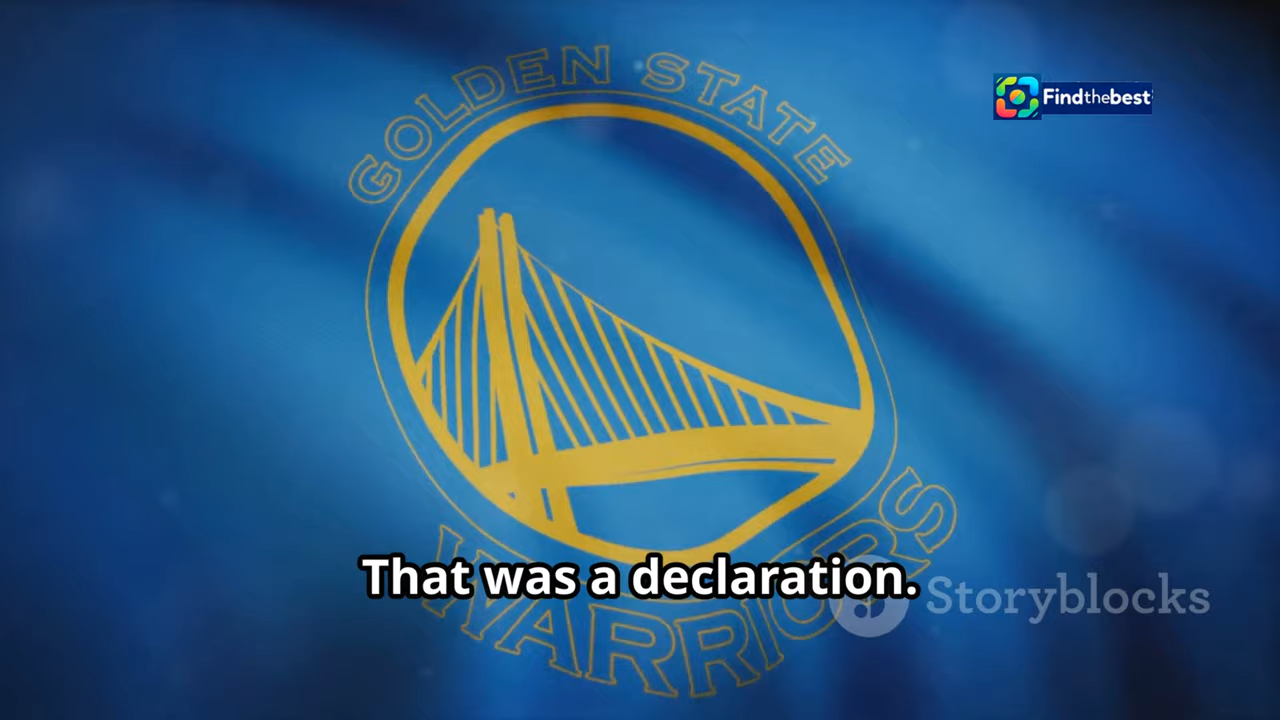 GOLDEN STATE
Findthebest
That was a declaration.
WARRIORS
Storyblocks